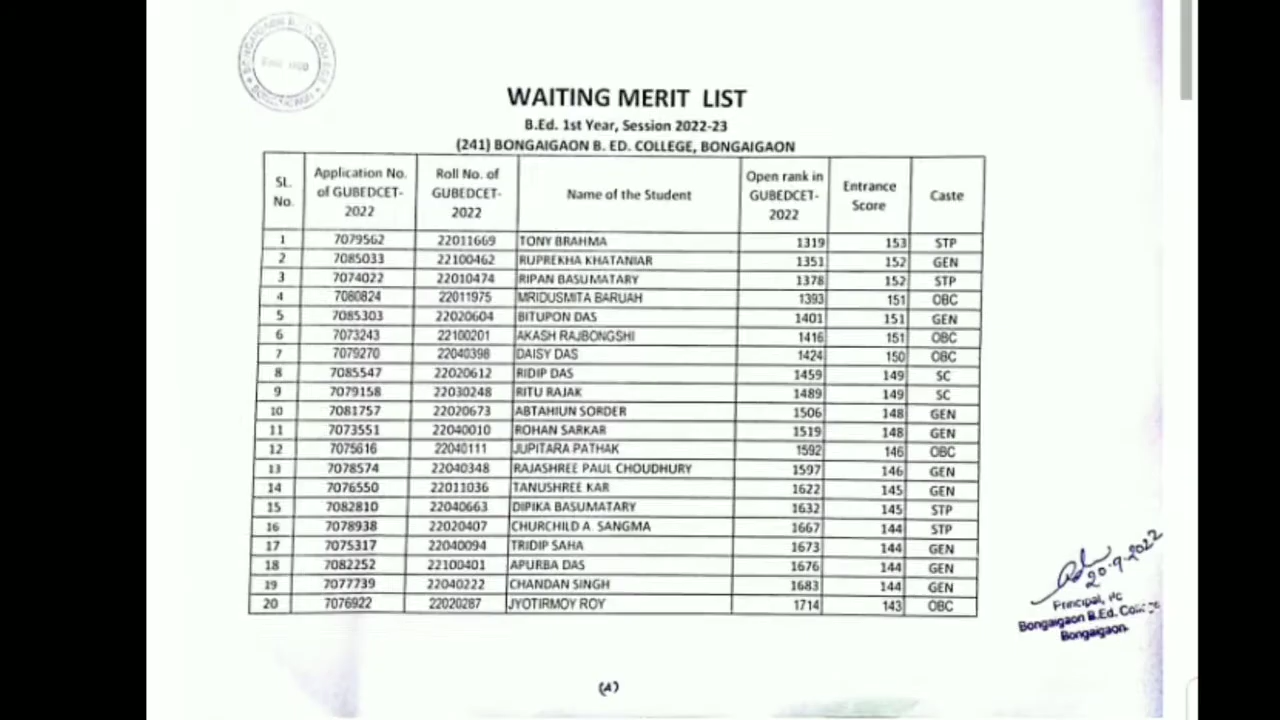 BONGAIGAON B. ED. COLLEGE
BONGAIGAON
WAITING MERIT LIST
B.Ed. 1st Year, Session 2022-23
(241) BONGAIGAON B. ED. COLLEGE, BONGAIGAON
SL. No. Application No. of GUBEDCET-2022 Roll No. of GUBEDCET-2022 Name of the Student Open rank in GUBEDCET-2022 Entrance Score Caste
1 7079562 22011669 TONY BRAHMA 1319 153 STP
2 7085033 22100462 RUPREKHA KHATANIAR 1351 152 GEN
3 7074022 22010474 RIPAN BASUMATARY 1378 152 STP
4 7080824 22011975 MRIDUSMITA BARUAH 1393 151 OBC
5 7085303 22020604 BITUPON DAS 1401 151 GEN
6 7073243 22100201 AKASH RAJBONGSHI 1416 151 OBC
7 7079270 22040398 DAISY DAS 1424 150 OBC
8 7085547 22020612 RIDIP DAS 1459 149 SC
9 7079158 22030248 RITU RAJAK 1489 149 SC
10 7081757 22020673 ABTAHIUN SORDER 1506 148 GEN
11 7073551 22040010 ROHAN SARKAR 1519 148 GEN
12 7075616 22040111 JUPITARA PATHAK 1592 146 OBC
13 7078574 22040348 RAJASHREE PAUL CHOUDHURY 1597 146 GEN
14 7076550 22011036 TANUSHREE KAR 1622 145 GEN
15 7082810 22040663 DIPIKA BASUMATARY 1632 145 STP
16 7078938 22020407 CHURCHILD A. SANGMA 1667 144 STP
17 7075317 22040094 TRIDIP SAHA 1673 144 GEN
18 7082252 22100401 APURBA DAS 1676 144 GEN
19 7077739 22040222 CHANDAN SINGH 1683 144 GEN
20 7076922 22020287 JYOTIRMOY ROY 1714 143 OBC
20.9.2022
Principal, I/c
Bongaigaon B.Ed. College
Bongaigaon.
(A)